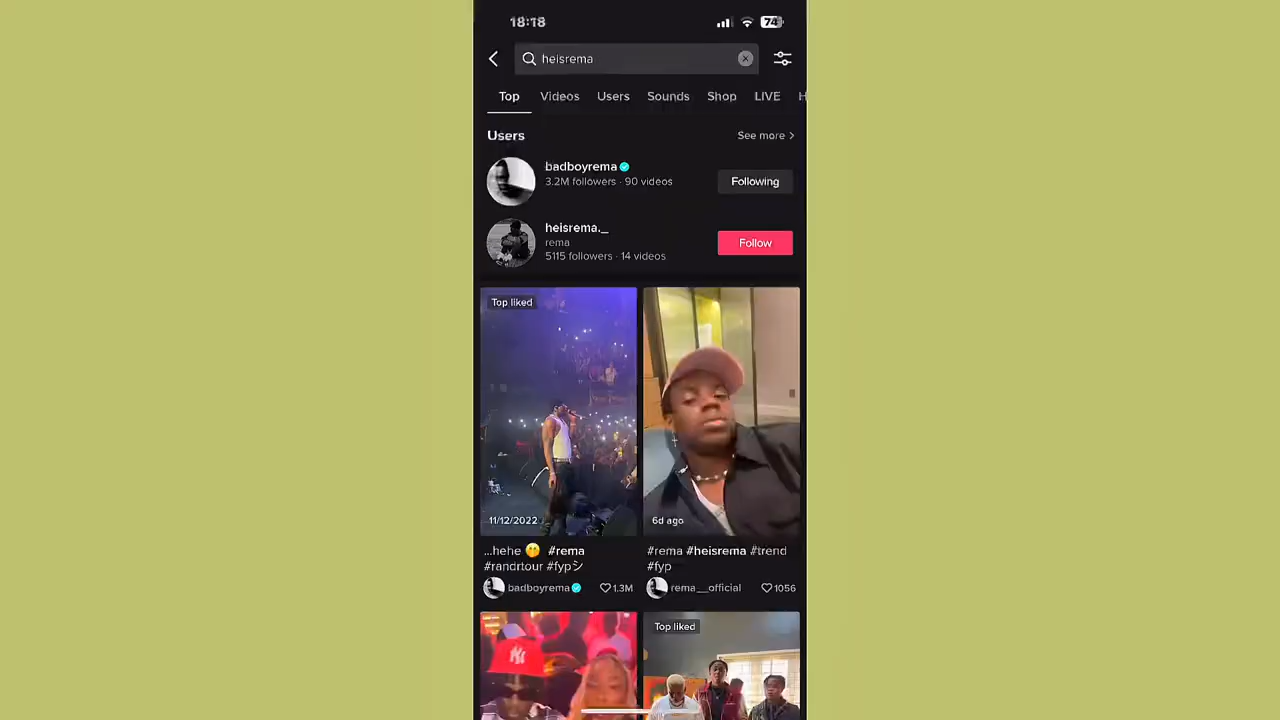 18:18
74
heisrema
Top Videos Users Sounds Shop LIVE H
Users
See more >
badboyrema
3.2M followers · 90 videos
Following
heisrema._
rema
5115 followers · 14 videos
Follow
Top liked
11/12/2022
...hehe 🤭 #rema
#randrtour #fypシ
badboyrema
1.3M
6d ago
#rema #heisrema #trend
#fyp
rema__official
1056
NY
Top liked